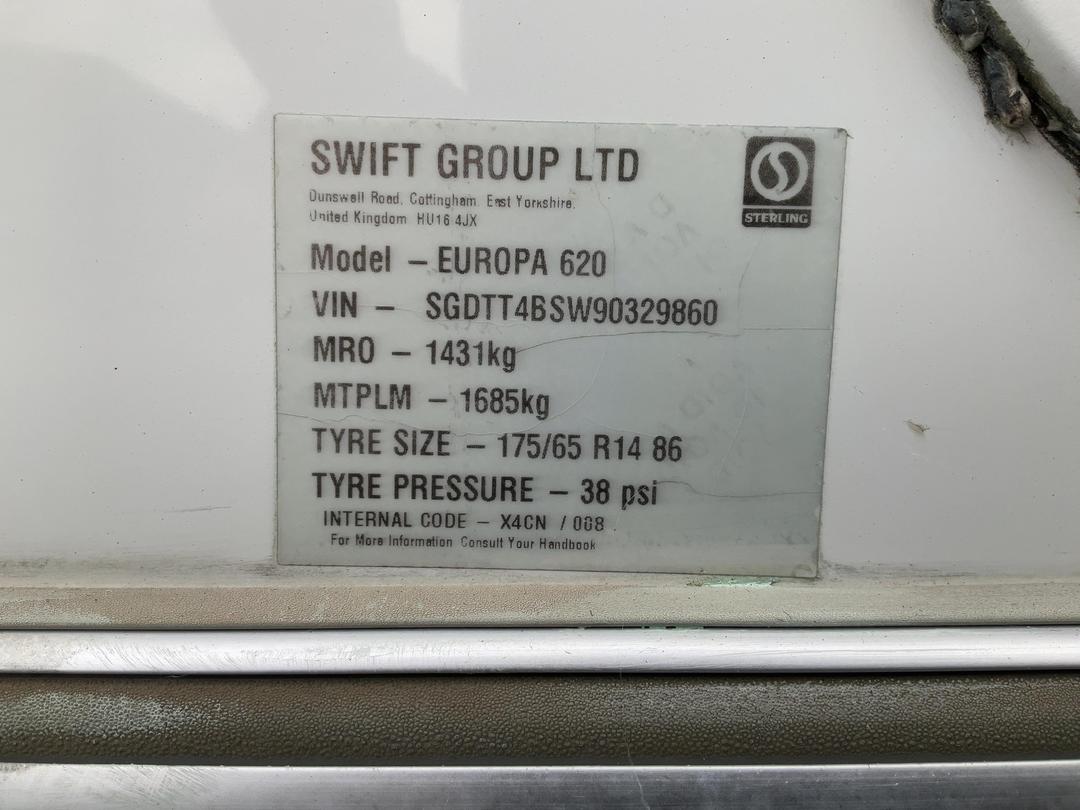 SWIFT GROUP LTD
Dunswell Road, Cottingham East Yorkshire,
United Kingdom HU16 4JX
STERLING
Model – EUROPA 620
VIN – SGDTT4BSW90329860
MRO – 1431kg
MTPLM – 1685kg
TYRE SIZE – 175/65 R14 86
TYRE PRESSURE – 38 psi
INTERNAL CODE – X4CN / 008
For More Information Consult Your Handbook